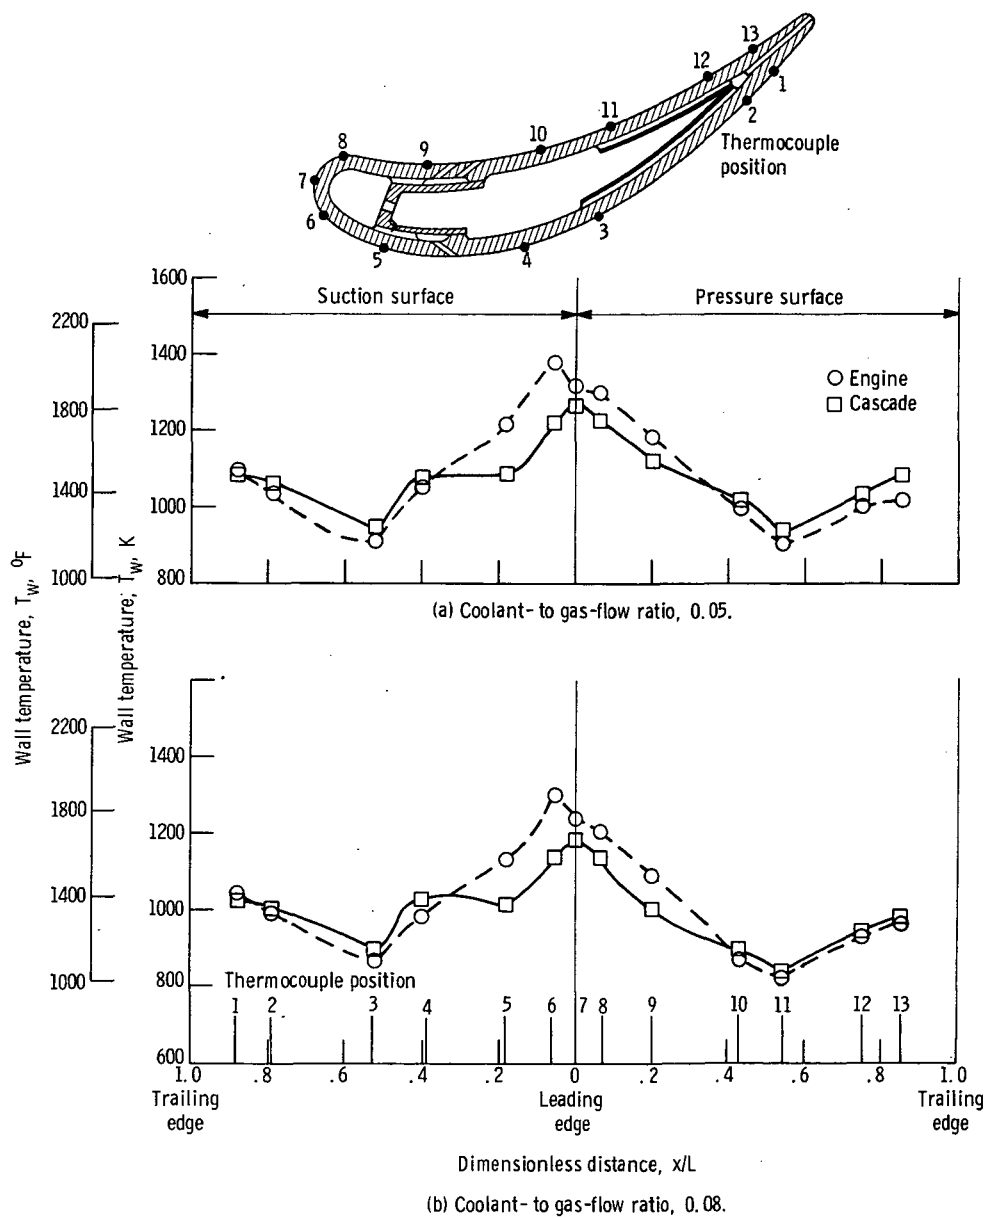 13
12
1
11
2
10
Thermocouple
position
8
9
7
6
3
5
4
1600
Suction surface
Pressure surface
2200
1400
Engine
1800
Cascade
1200
1400
1000
1000
800
Wall temperature, Tw, °F
Wall temperature, Tw, K
(a) Coolant- to gas-flow ratio, 0.05.
2200
1400
1800
1200
1400
1000
1000
800
Thermocouple position
1 2 3 4 5 6 7 8 9 10 11 12 13
600
1.0 .8 .6 .4 .2 0 .2 .4 .6 .8 1.0
Trailing Leading Trailing
edge edge edge
Dimensionless distance, x/L
(b) Coolant- to gas-flow ratio, 0.08.